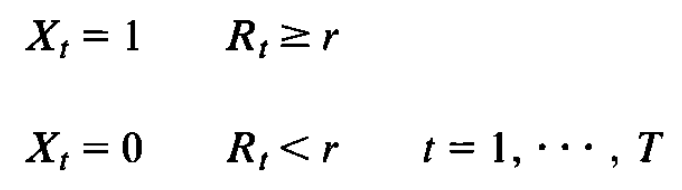 X_t = 1 R_t ≥ r
X_t = 0 R_t < r t = 1, · · · , T